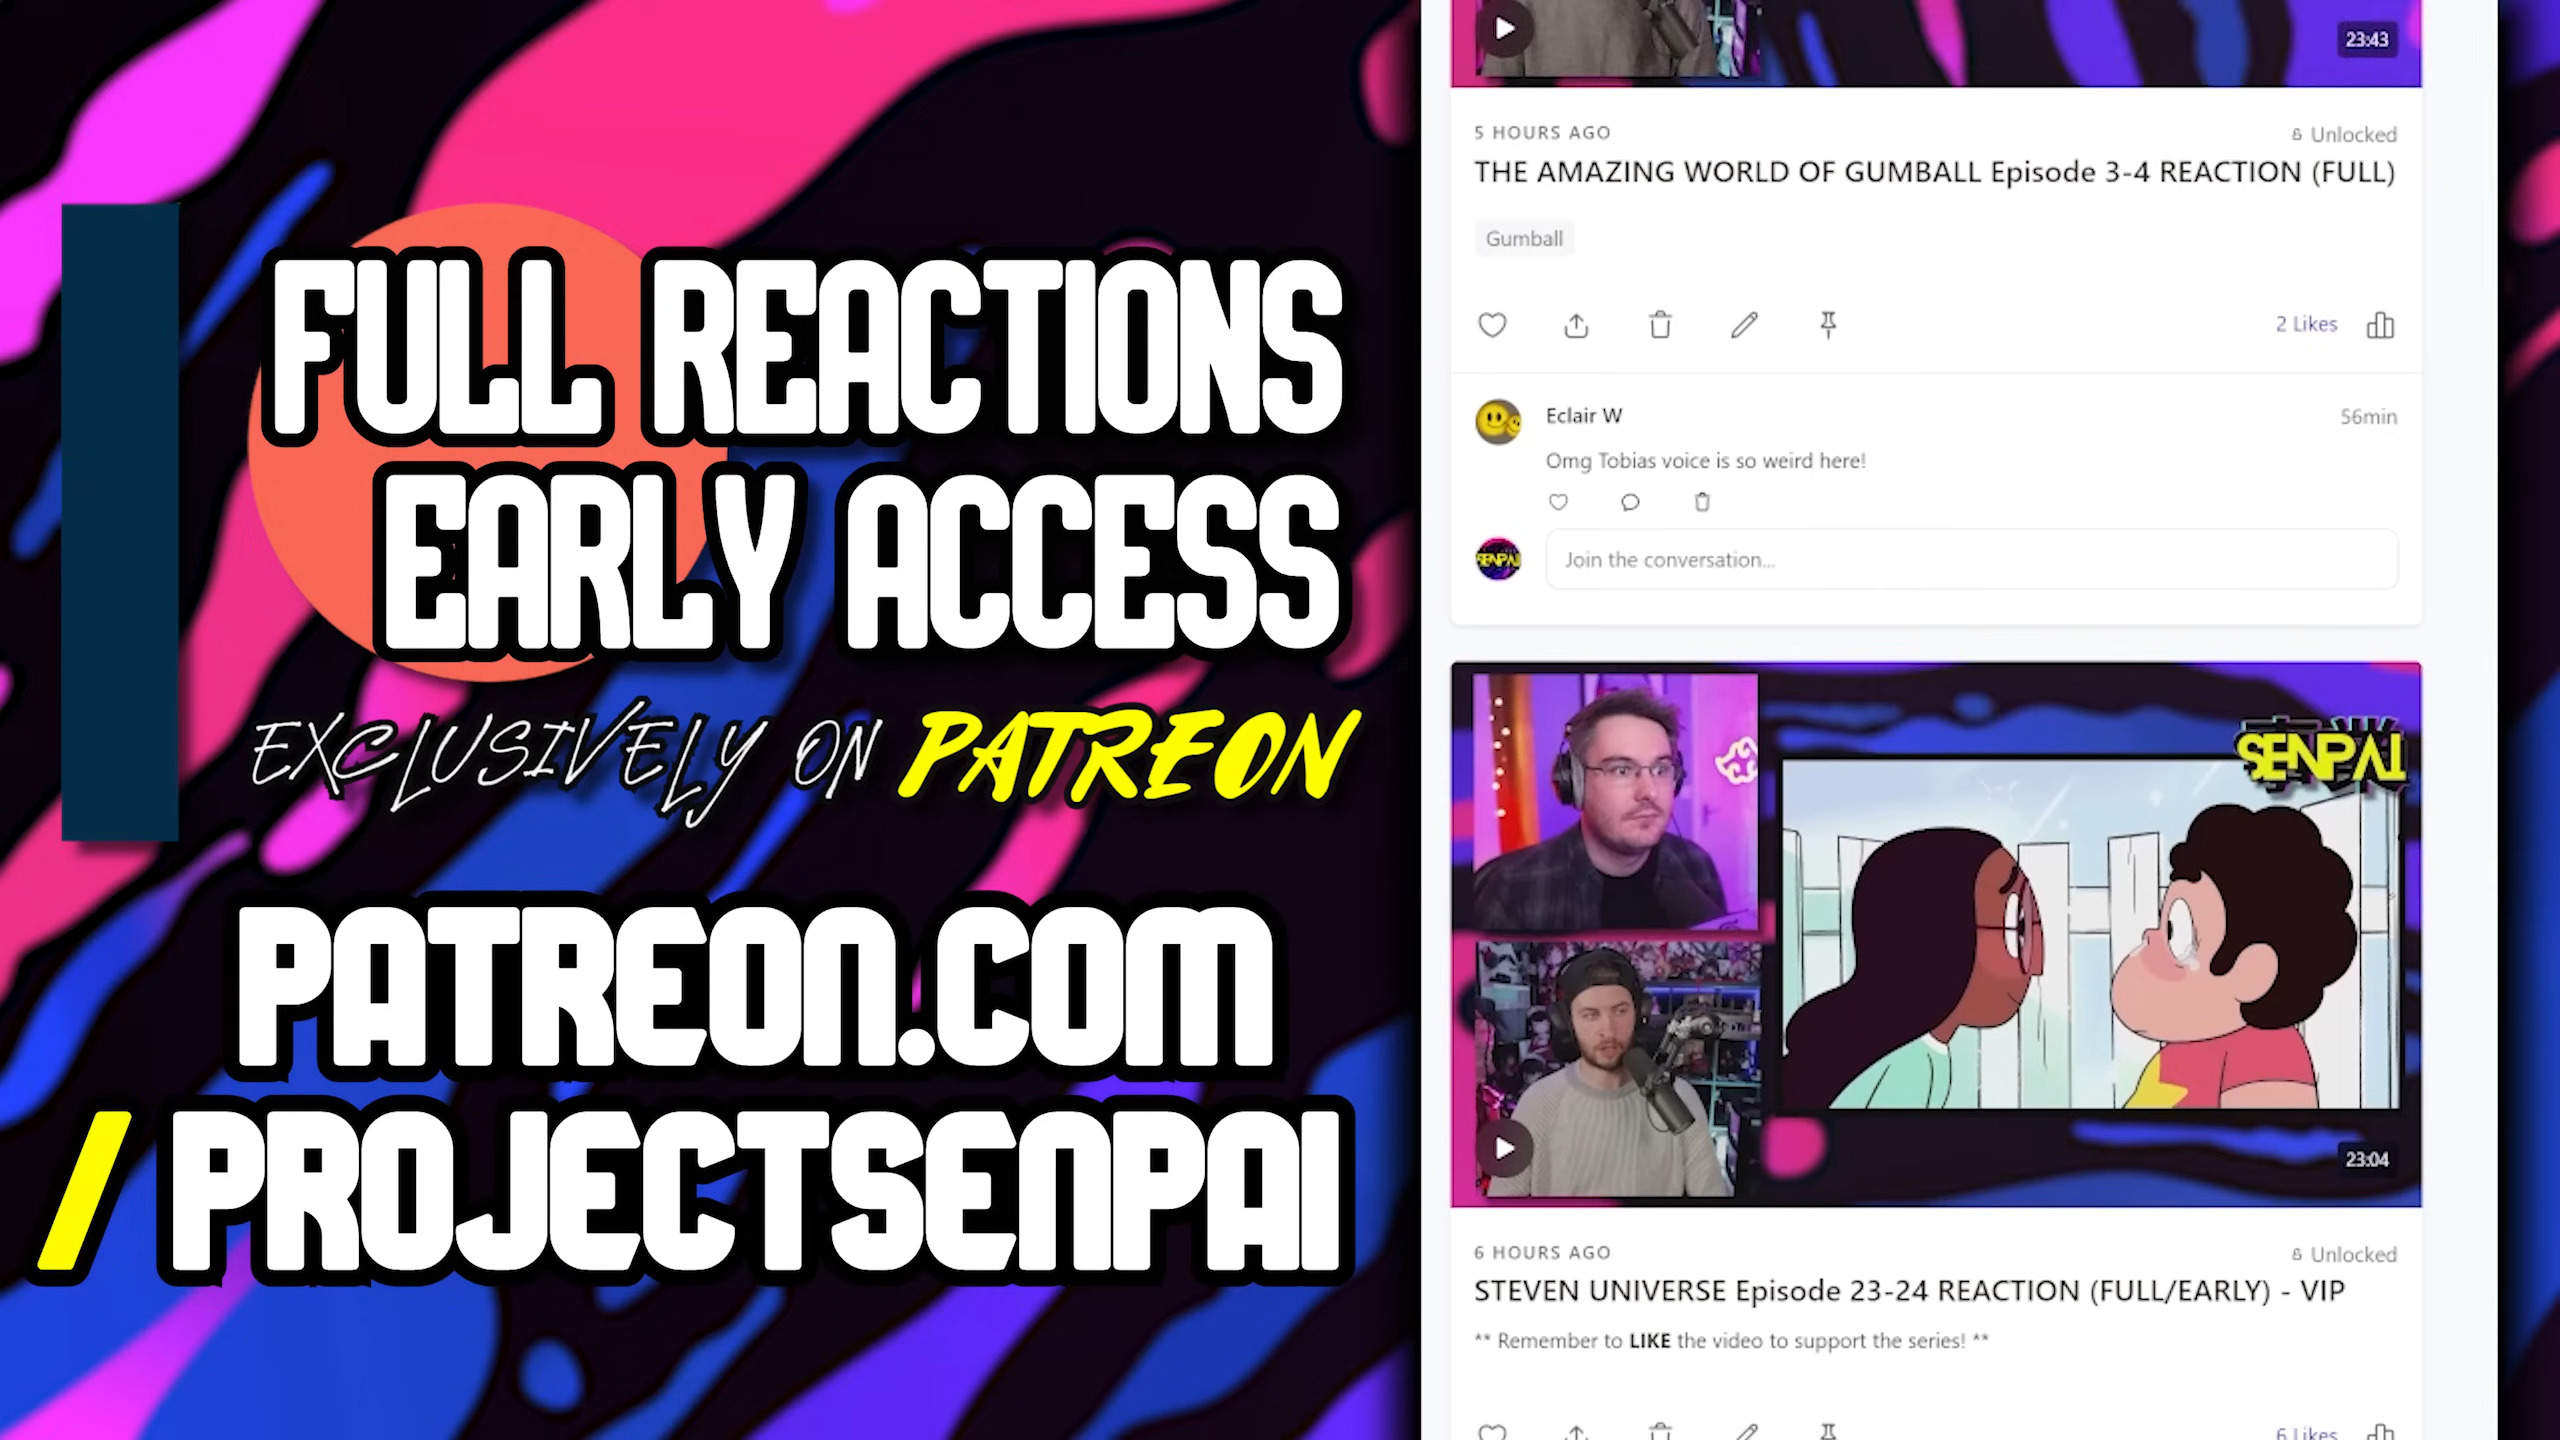 FULL REACTIONS
EARLY ACCESS
EXCLUSIVELY ON PATREON
PATREON.COM
/ PROJECTSENPAI
23:43
5 HOURS AGO
Unlocked
THE AMAZING WORLD OF GUMBALL Episode 3-4 REACTION (FULL)
Gumball
2 Likes
Eclair W
56min
Omg Tobias voice is so weird here!
SENPAI
Join the conversation...
SENPAI
23:04
6 HOURS AGO
Unlocked
STEVEN UNIVERSE Episode 23-24 REACTION (FULL/EARLY) - VIP
** Remember to LIKE the video to support the series! **
6 Likes